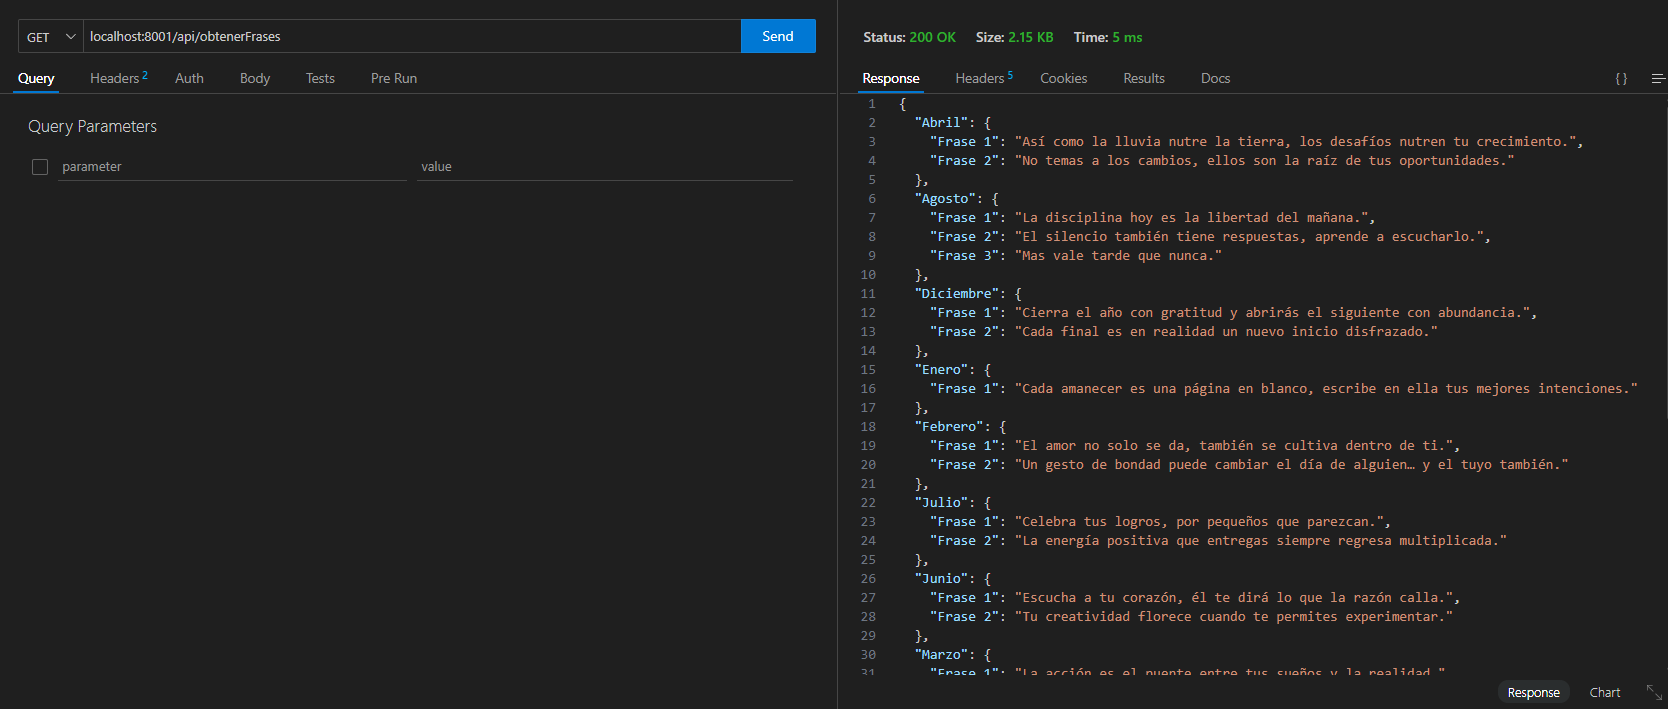 GET localhost:8001/api/obtenerFrases Send
Query Headers 2 Auth Body Tests Pre Run
Query Parameters
parameter value
Status: 200 OK Size: 2.15 KB Time: 5 ms
Response Headers 5 Cookies Results Docs {}
1 {
2 "Abril": {
3 "Frase 1": "Así como la lluvia nutre la tierra, los desafíos nutren tu crecimiento.",
4 "Frase 2": "No temas a los cambios, ellos son la raíz de tus oportunidades."
5 },
6 "Agosto": {
7 "Frase 1": "La disciplina hoy es la libertad del mañana.",
8 "Frase 2": "El silencio también tiene respuestas, aprende a escucharlo.",
9 "Frase 3": "Mas vale tarde que nunca."
10 },
11 "Diciembre": {
12 "Frase 1": "Cierra el año con gratitud y abrirás el siguiente con abundancia.",
13 "Frase 2": "Cada final es en realidad un nuevo inicio disfrazado."
14 },
15 "Enero": {
16 "Frase 1": "Cada amanecer es una página en blanco, escribe en ella tus mejores intenciones."
17 },
18 "Febrero": {
19 "Frase 1": "El amor no solo se da, también se cultiva dentro de ti.",
20 "Frase 2": "Un gesto de bondad puede cambiar el día de alguien… y el tuyo también."
21 },
22 "Julio": {
23 "Frase 1": "Celebra tus logros, por pequeños que parezcan.",
24 "Frase 2": "La energía positiva que entregas siempre regresa multiplicada."
25 },
26 "Junio": {
27 "Frase 1": "Escucha a tu corazón, él te dirá lo que la razón calla.",
28 "Frase 2": "Tu creatividad florece cuando te permites experimentar."
29 },
30 "Marzo": {
31 "Frase 1": "La acción es el puente entre tus sueños y la realidad."
Response Chart